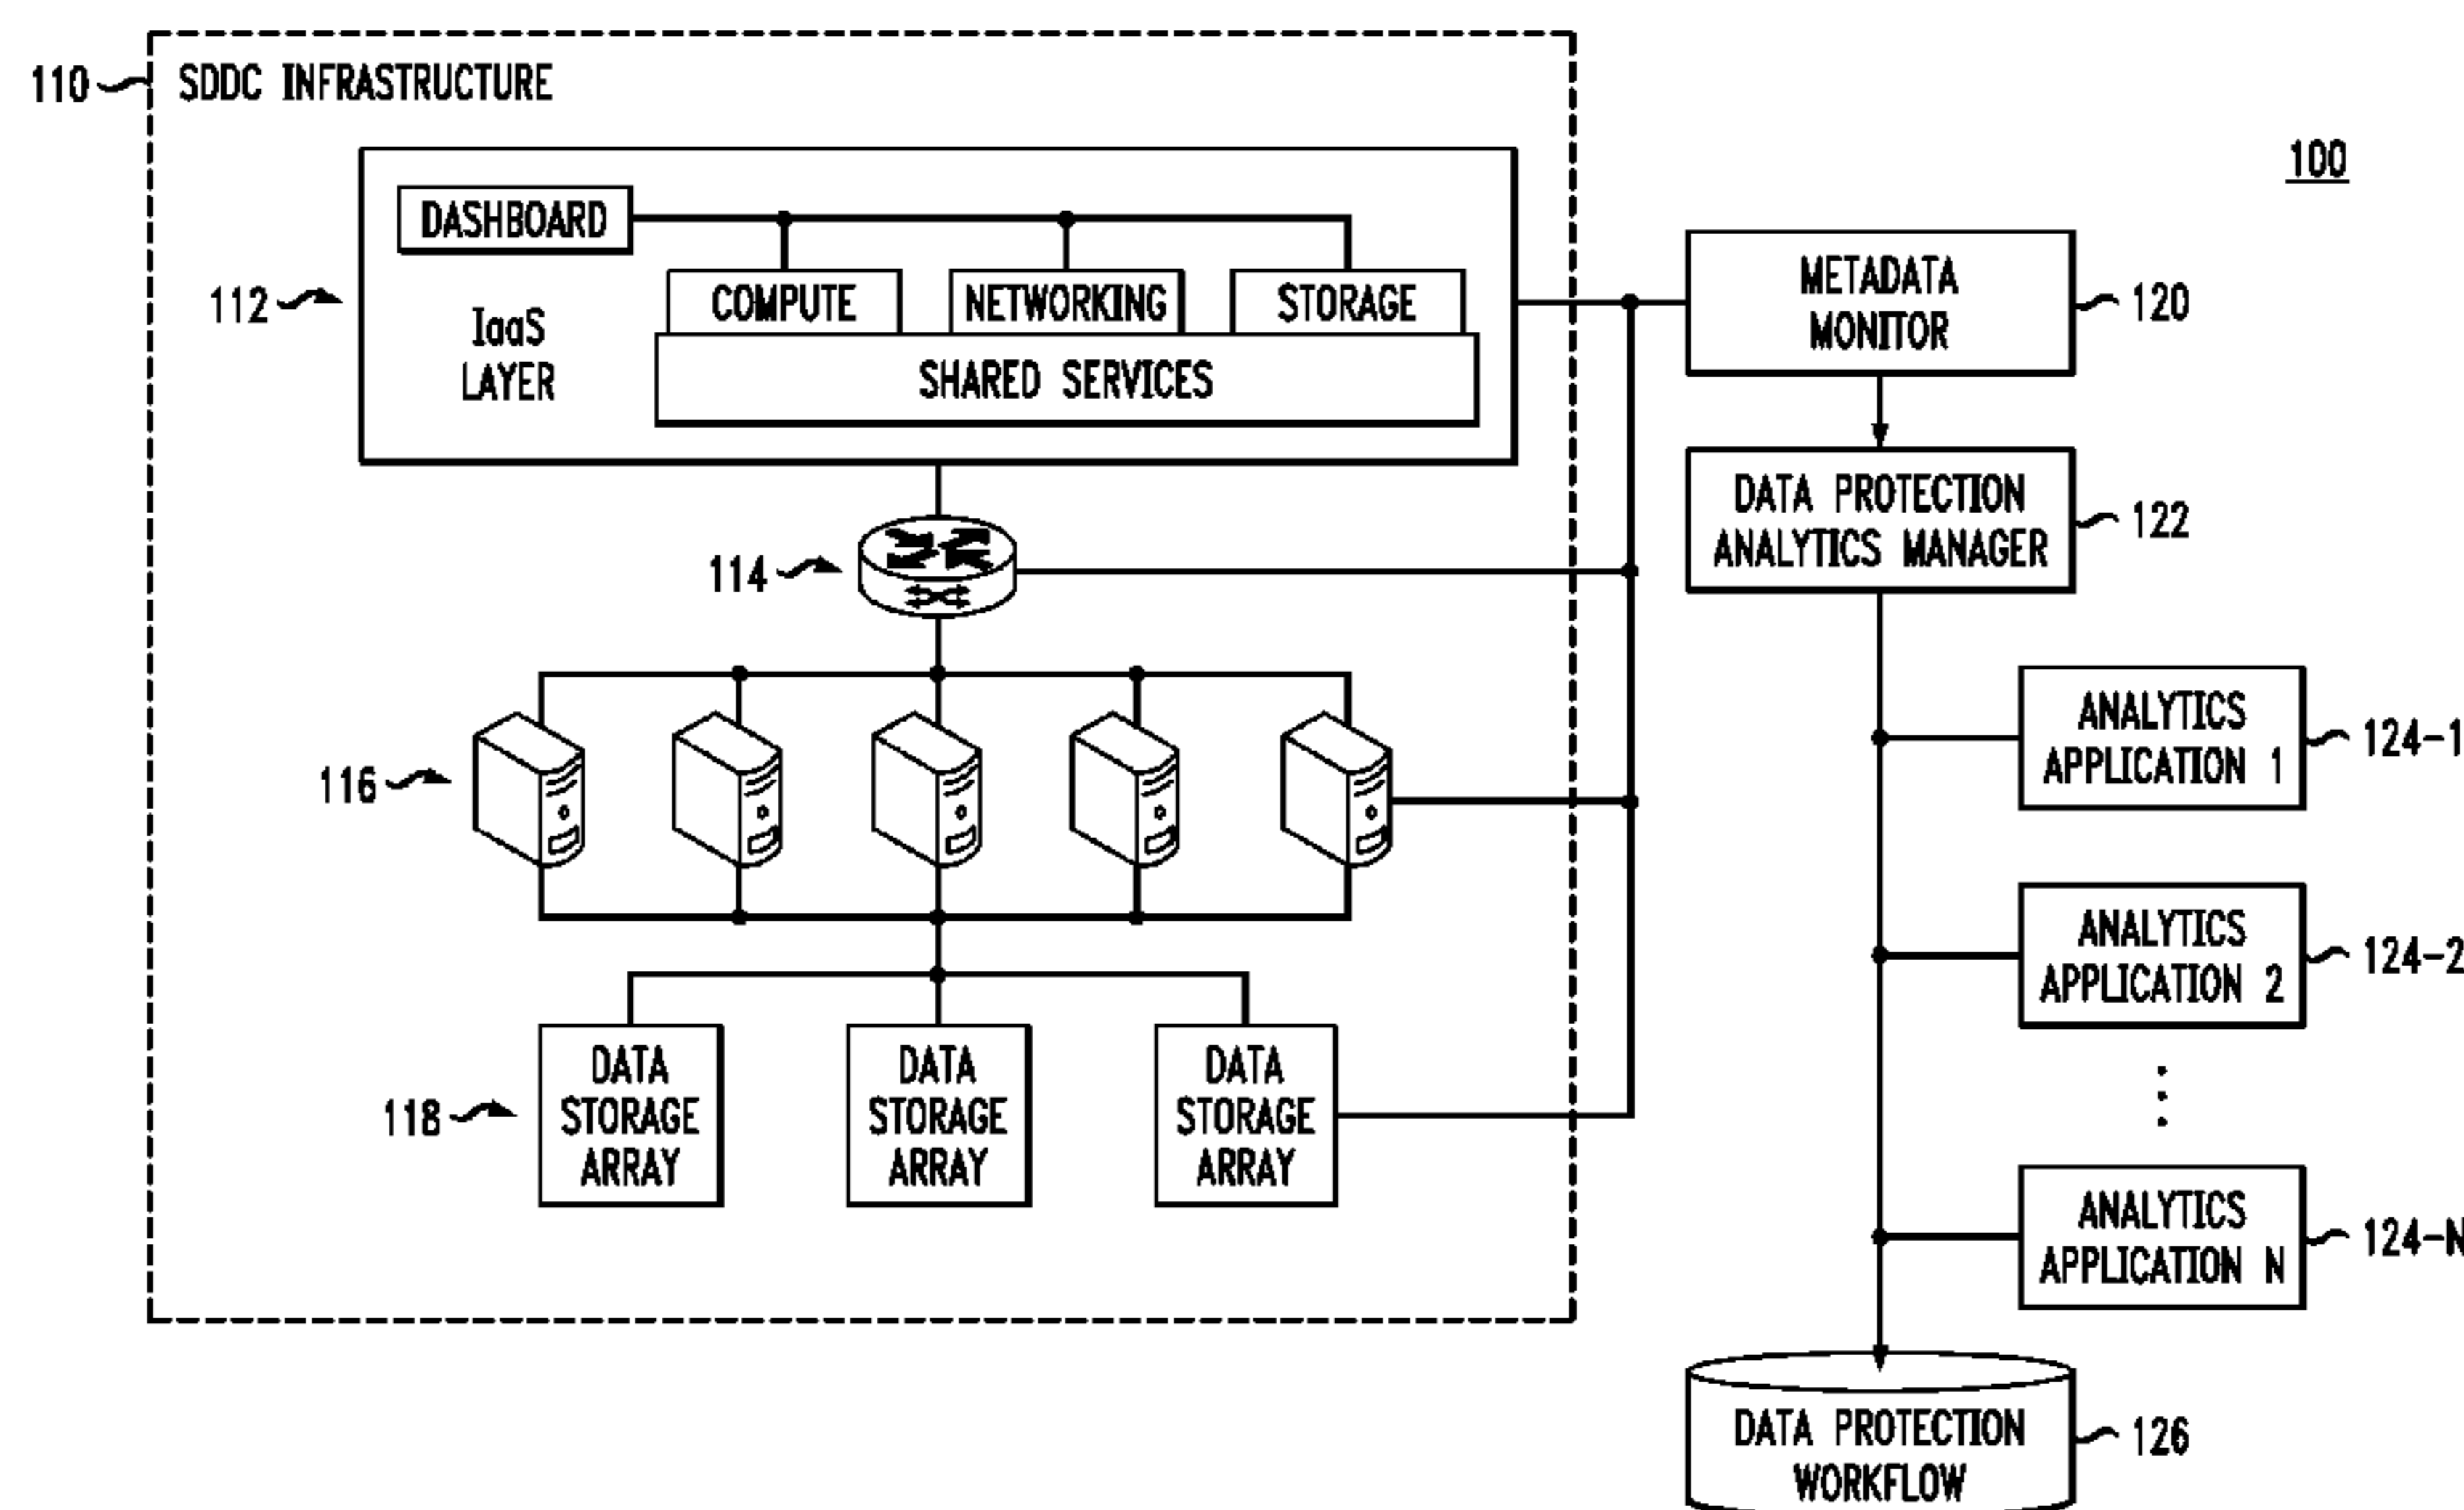 110
SDDC INFRASTRUCTURE
100
DASHBOARD
112
IaaS
LAYER
COMPUTE
NETWORKING
STORAGE
SHARED SERVICES
METADATA
MONITOR
120
DATA PROTECTION
ANALYTICS MANAGER
122
114
116
ANALYTICS
APPLICATION 1
124-1
ANALYTICS
APPLICATION 2
124-2
118
DATA
STORAGE
ARRAY
DATA
STORAGE
ARRAY
DATA
STORAGE
ARRAY
ANALYTICS
APPLICATION N
124-N
DATA PROTECTION
WORKFLOW
126